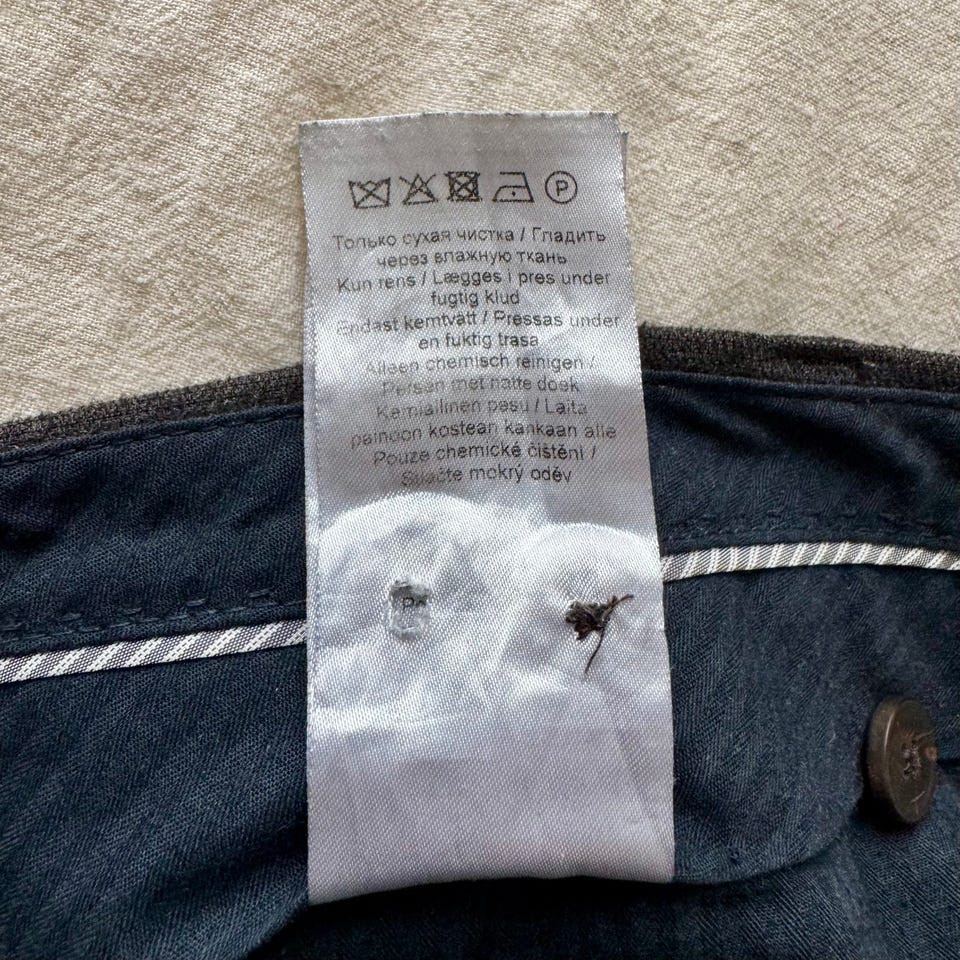 P
Только сухая чистка / Гладить
через влажную ткань
Kun rens / Lægges i pres under
fugtig klud
Endast kemtvätt / Pressas under
en fuktig trasa
Alleen chemisch reinigen /
Persen met natte doek
Kemiallinen pesu / Laita
painoon kostean kankaan alle
Pouze chemické čištění /
Stlačte mokrý oděv